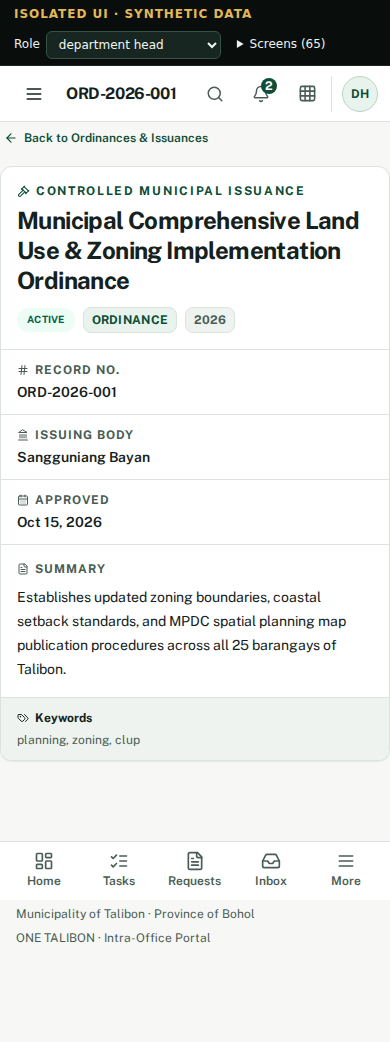 ISOLATED UI · SYNTHETIC DATA
Role department head ▶ Screens (65)
ORD-2026-001 2 DH
← Back to Ordinances & Issuances
CONTROLLED MUNICIPAL ISSUANCE
Municipal Comprehensive Land
Use & Zoning Implementation
Ordinance
ACTIVE ORDINANCE 2026
# RECORD NO.
ORD-2026-001
ISSUING BODY
Sangguniang Bayan
APPROVED
Oct 15, 2026
SUMMARY
Establishes updated zoning boundaries, coastal
setback standards, and MPDC spatial planning map
publication procedures across all 25 barangays of
Talibon.
Keywords
planning, zoning, clup
Home Tasks Requests Inbox More
Municipality of Talibon · Province of Bohol
ONE TALIBON · Intra-Office Portal